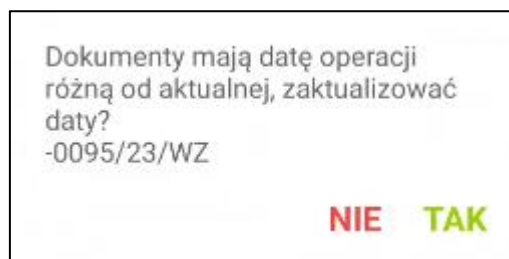 Dokumenty mają datę operacji
różną od aktualnej, zaktualizować
daty?
-0095/23/WZ
NIE TAK